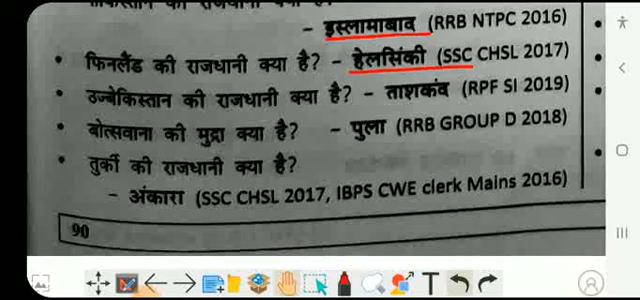 की राजधानी क्या है?
– इस्लामाबाद (RRB NTPC 2016)
• फिनलैंड की राजधानी क्या है? – हेलसिंकी (SSC CHSL 2017)
• उज्बेकिस्तान की राजधानी क्या है? – ताशकंद (RPF SI 2019)
• बोत्सवाना की मुद्रा क्या है? – पुला (RRB GROUP D 2018)
• तुर्की की राजधानी क्या है?
– अंकारा (SSC CHSL 2017, IBPS CWE clerk Mains 2016)
90